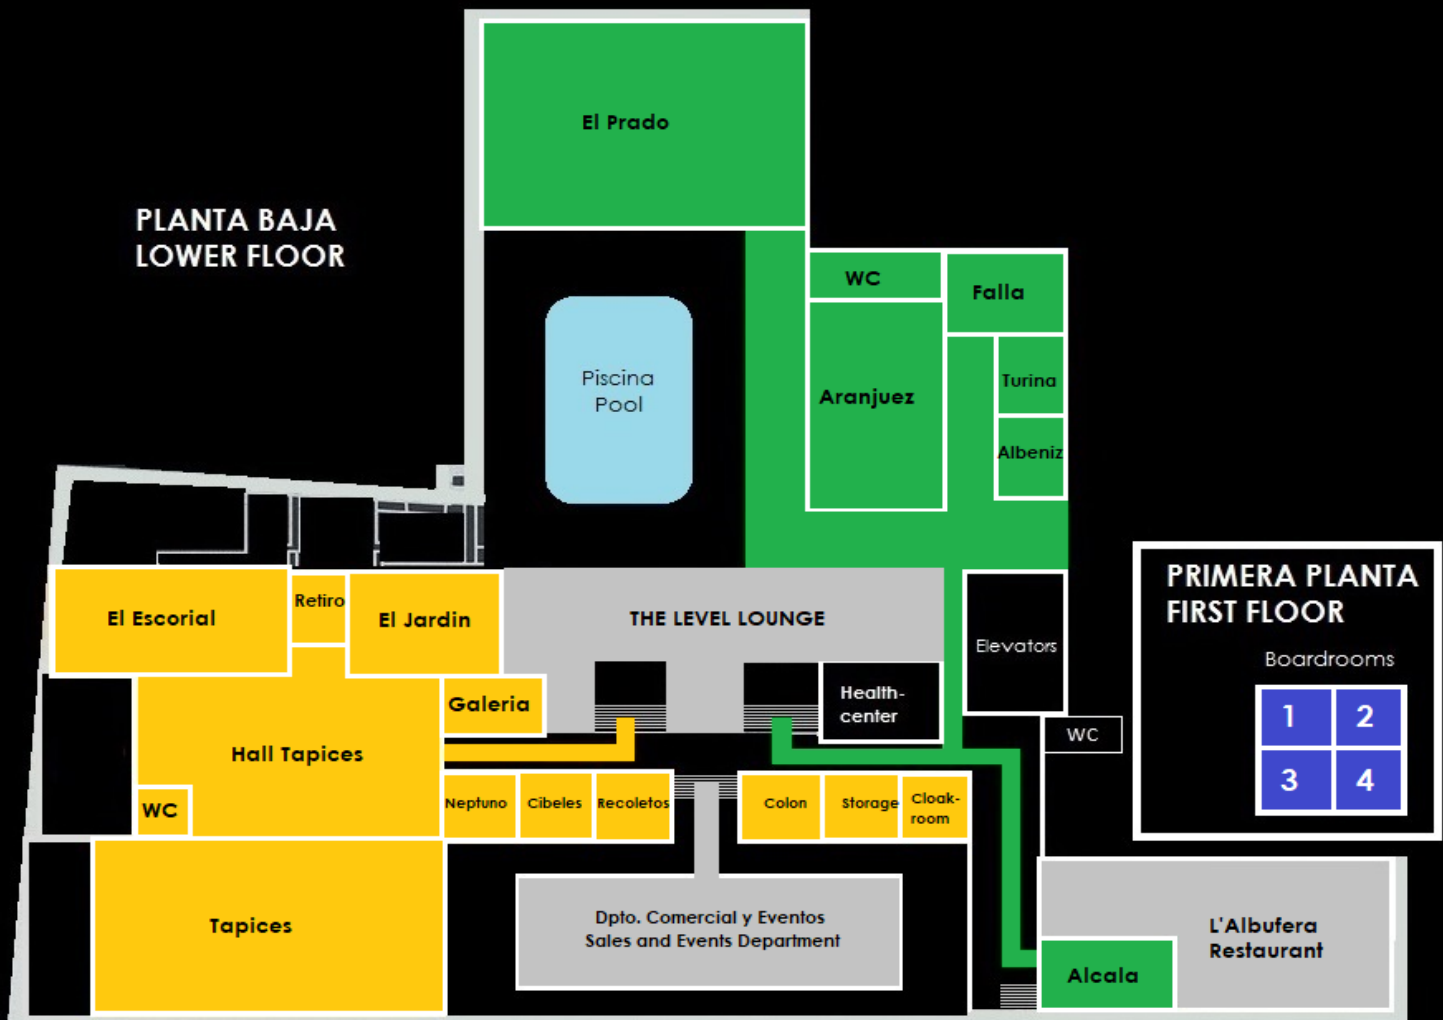 El Prado
PLANTA BAJA
LOWER FLOOR
WC
Falla
Piscina
Pool
Turina
Aranjuez
Albeniz
El Escorial
Retiro
El Jardin
THE LEVEL LOUNGE
Elevators
PRIMERA PLANTA
FIRST FLOOR
Boardrooms
1 2
3 4
Galeria
Health-
center
WC
Hall Tapices
WC
Neptuno
Cibeles
Recoletos
Colon
Storage
Cloak-
room
Tapices
Dpto. Comercial y Eventos
Sales and Events Department
L'Albufera
Restaurant
Alcala